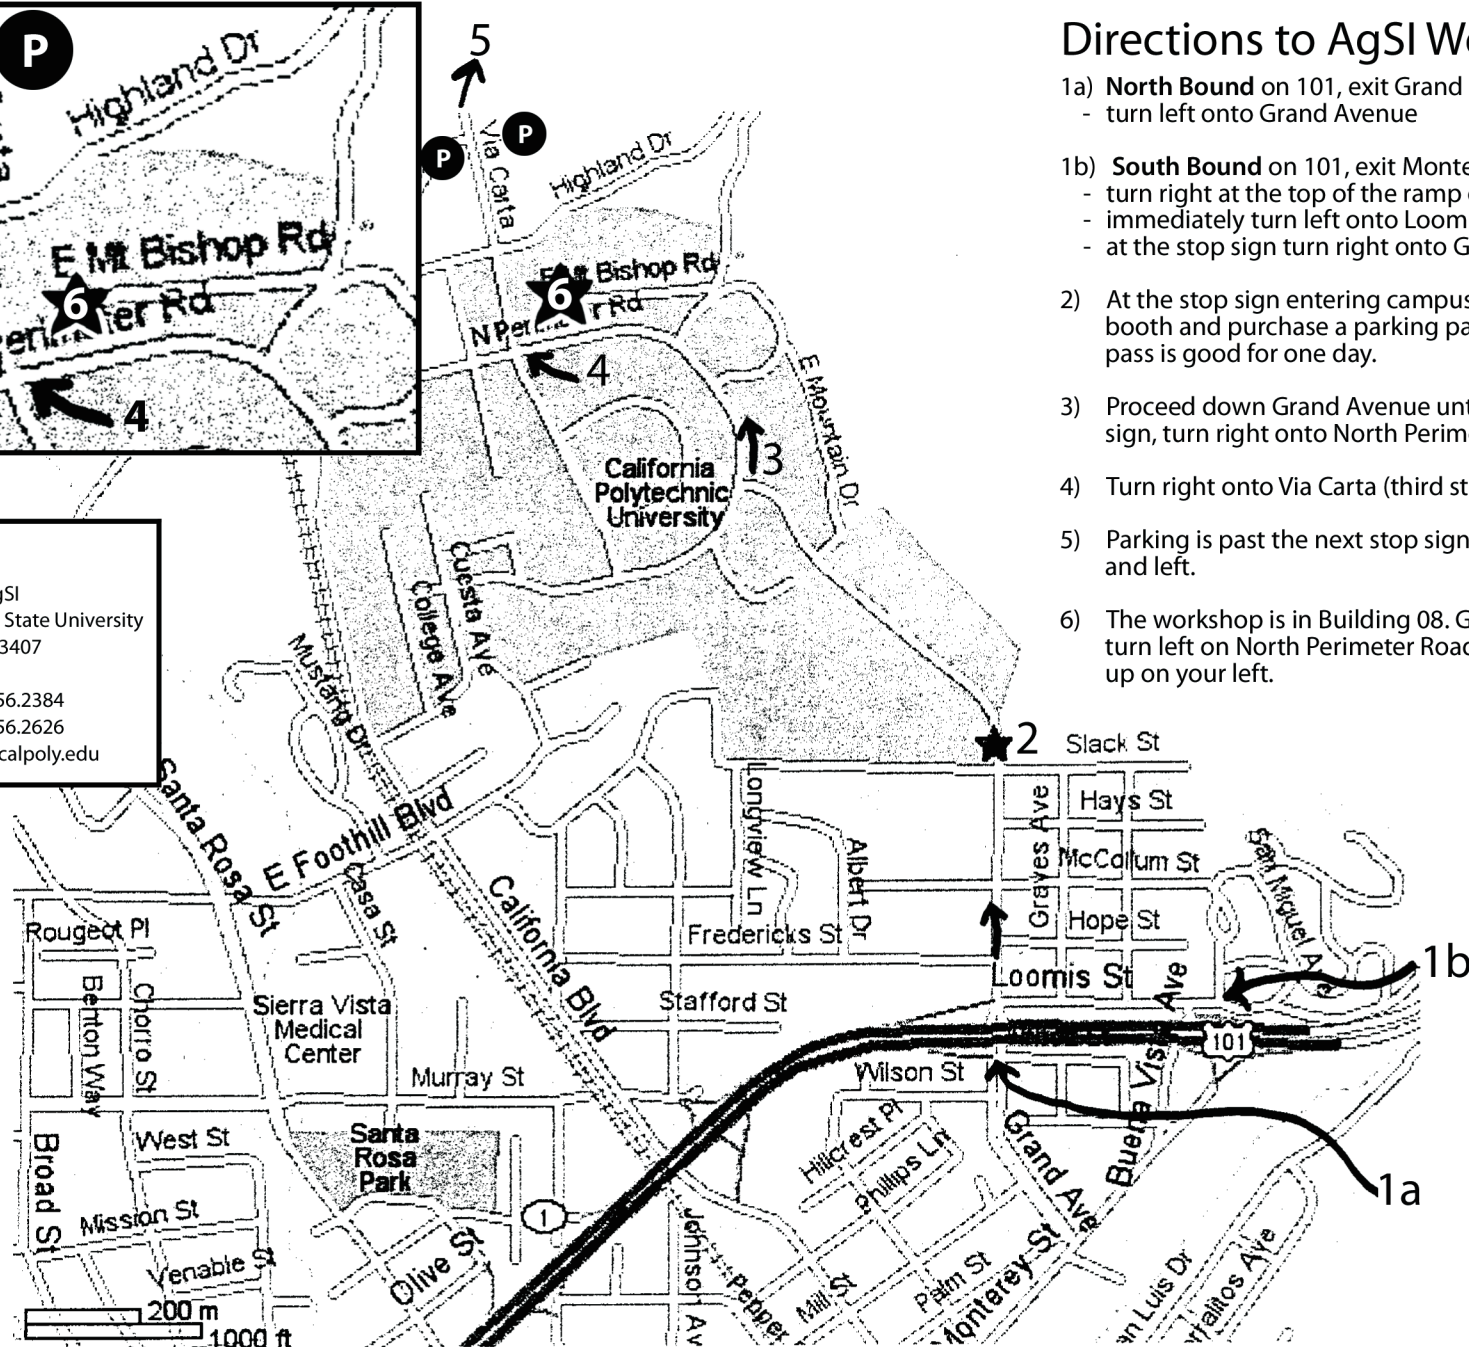 P
Highland Dr
E Mt Bishop Rd
6
4
5
P
P
Via Carta
Highland Dr
Bishop Rd
6
N Per
r Rd
4
E Mountain Dr
3
California
Polytechnic
University
Cuesta Ave
College Ave
Mustang Dr
gSI
State University
3407
56.2384
56.2626
calpoly.edu
Directions to AgSI Wo
1a) North Bound on 101, exit Grand
- turn left onto Grand Avenue
1b) South Bound on 101, exit Monte
- turn right at the top of the ramp
- immediately turn left onto Loom
- at the stop sign turn right onto G
2) At the stop sign entering campus
booth and purchase a parking pa
pass is good for one day.
3) Proceed down Grand Avenue unt
sign, turn right onto North Perim
4) Turn right onto Via Carta (third st
5) Parking is past the next stop sign
and left.
6) The workshop is in Building 08. G
turn left on North Perimeter Road
up on your left.
2
Slack St
Santa Rosa St
E Foothill Blvd
Longview Ln
Albert Dr
Graves Ave
Hays St
McCollum St
Hope St
San Miguel Ave
Casa St
California Blvd
Rougeot Pl
Fredericks St
Loomis St
1b
Benton Way
Chorro St
Sierra Vista
Medical
Center
Stafford St
101
Buena Vista Ave
Murray St
Wilson St
Broad St
West St
Santa
Rosa
Park
Hillcrest Pl
Phillips Ln
Grand Ave
1a
Mission St
1
Venable St
Olive St
Johnson Av
Pepper
Mill St
Palm St
Monterey St
an Luis Dr
rralitos Ave
200 m
1000 ft